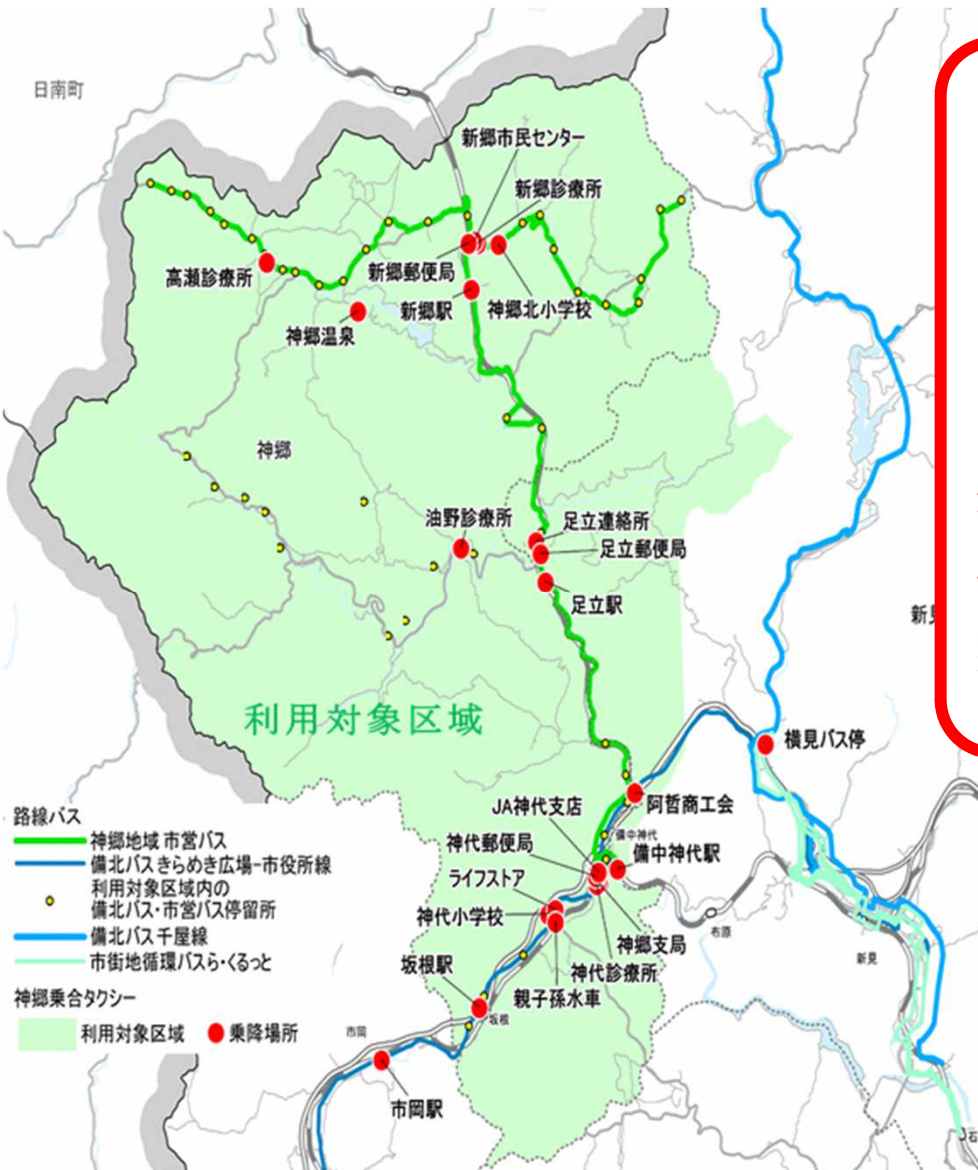 日南町
新郷市民センター
新郷診療所
高瀬診療所
新郷郵便局
新郷駅
神郷北小学校
神郷温泉
神郷
油野診療所
足立連絡所
足立郵便局
足立駅
新見
利用対象区域
横見バス停
JA神代支店
阿哲商工会
備中神代
神代郵便局
備中神代駅
ライフストア
神代小学校
布原
神郷支局
新見
坂根駅
神代診療所
親子孫水車
坂根
市岡
市岡駅
路線バス
神郷地域 市営バス
備北バスきらめき広場-市役所線
利用対象区域内の
備北バス・市営バス停留所
備北バス千屋線
市街地循環バスら・くるっと
神郷乗合タクシー
利用対象区域
乗降場所